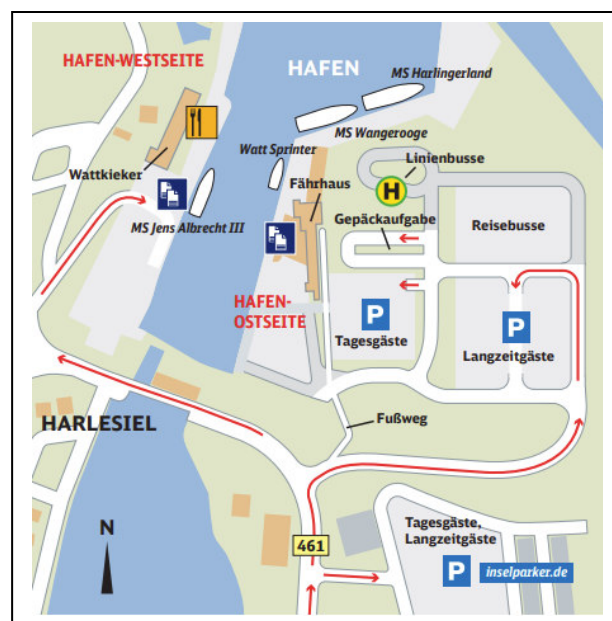 HAFEN-WESTSEITE
HAFEN
MS Harlingerland
MS Wangerooge
Watt Sprinter
Linienbusse
Wattkieker
Fährhaus
H
Gepäckaufgabe
Reisebusse
MS Jens Albrecht III
HAFEN-
OSTSEITE
P
Tagesgäste
P
Langzeitgäste
HARLESIEL
Fußweg
N
461
Tagesgäste,
Langzeitgäste
P
inselparker.de